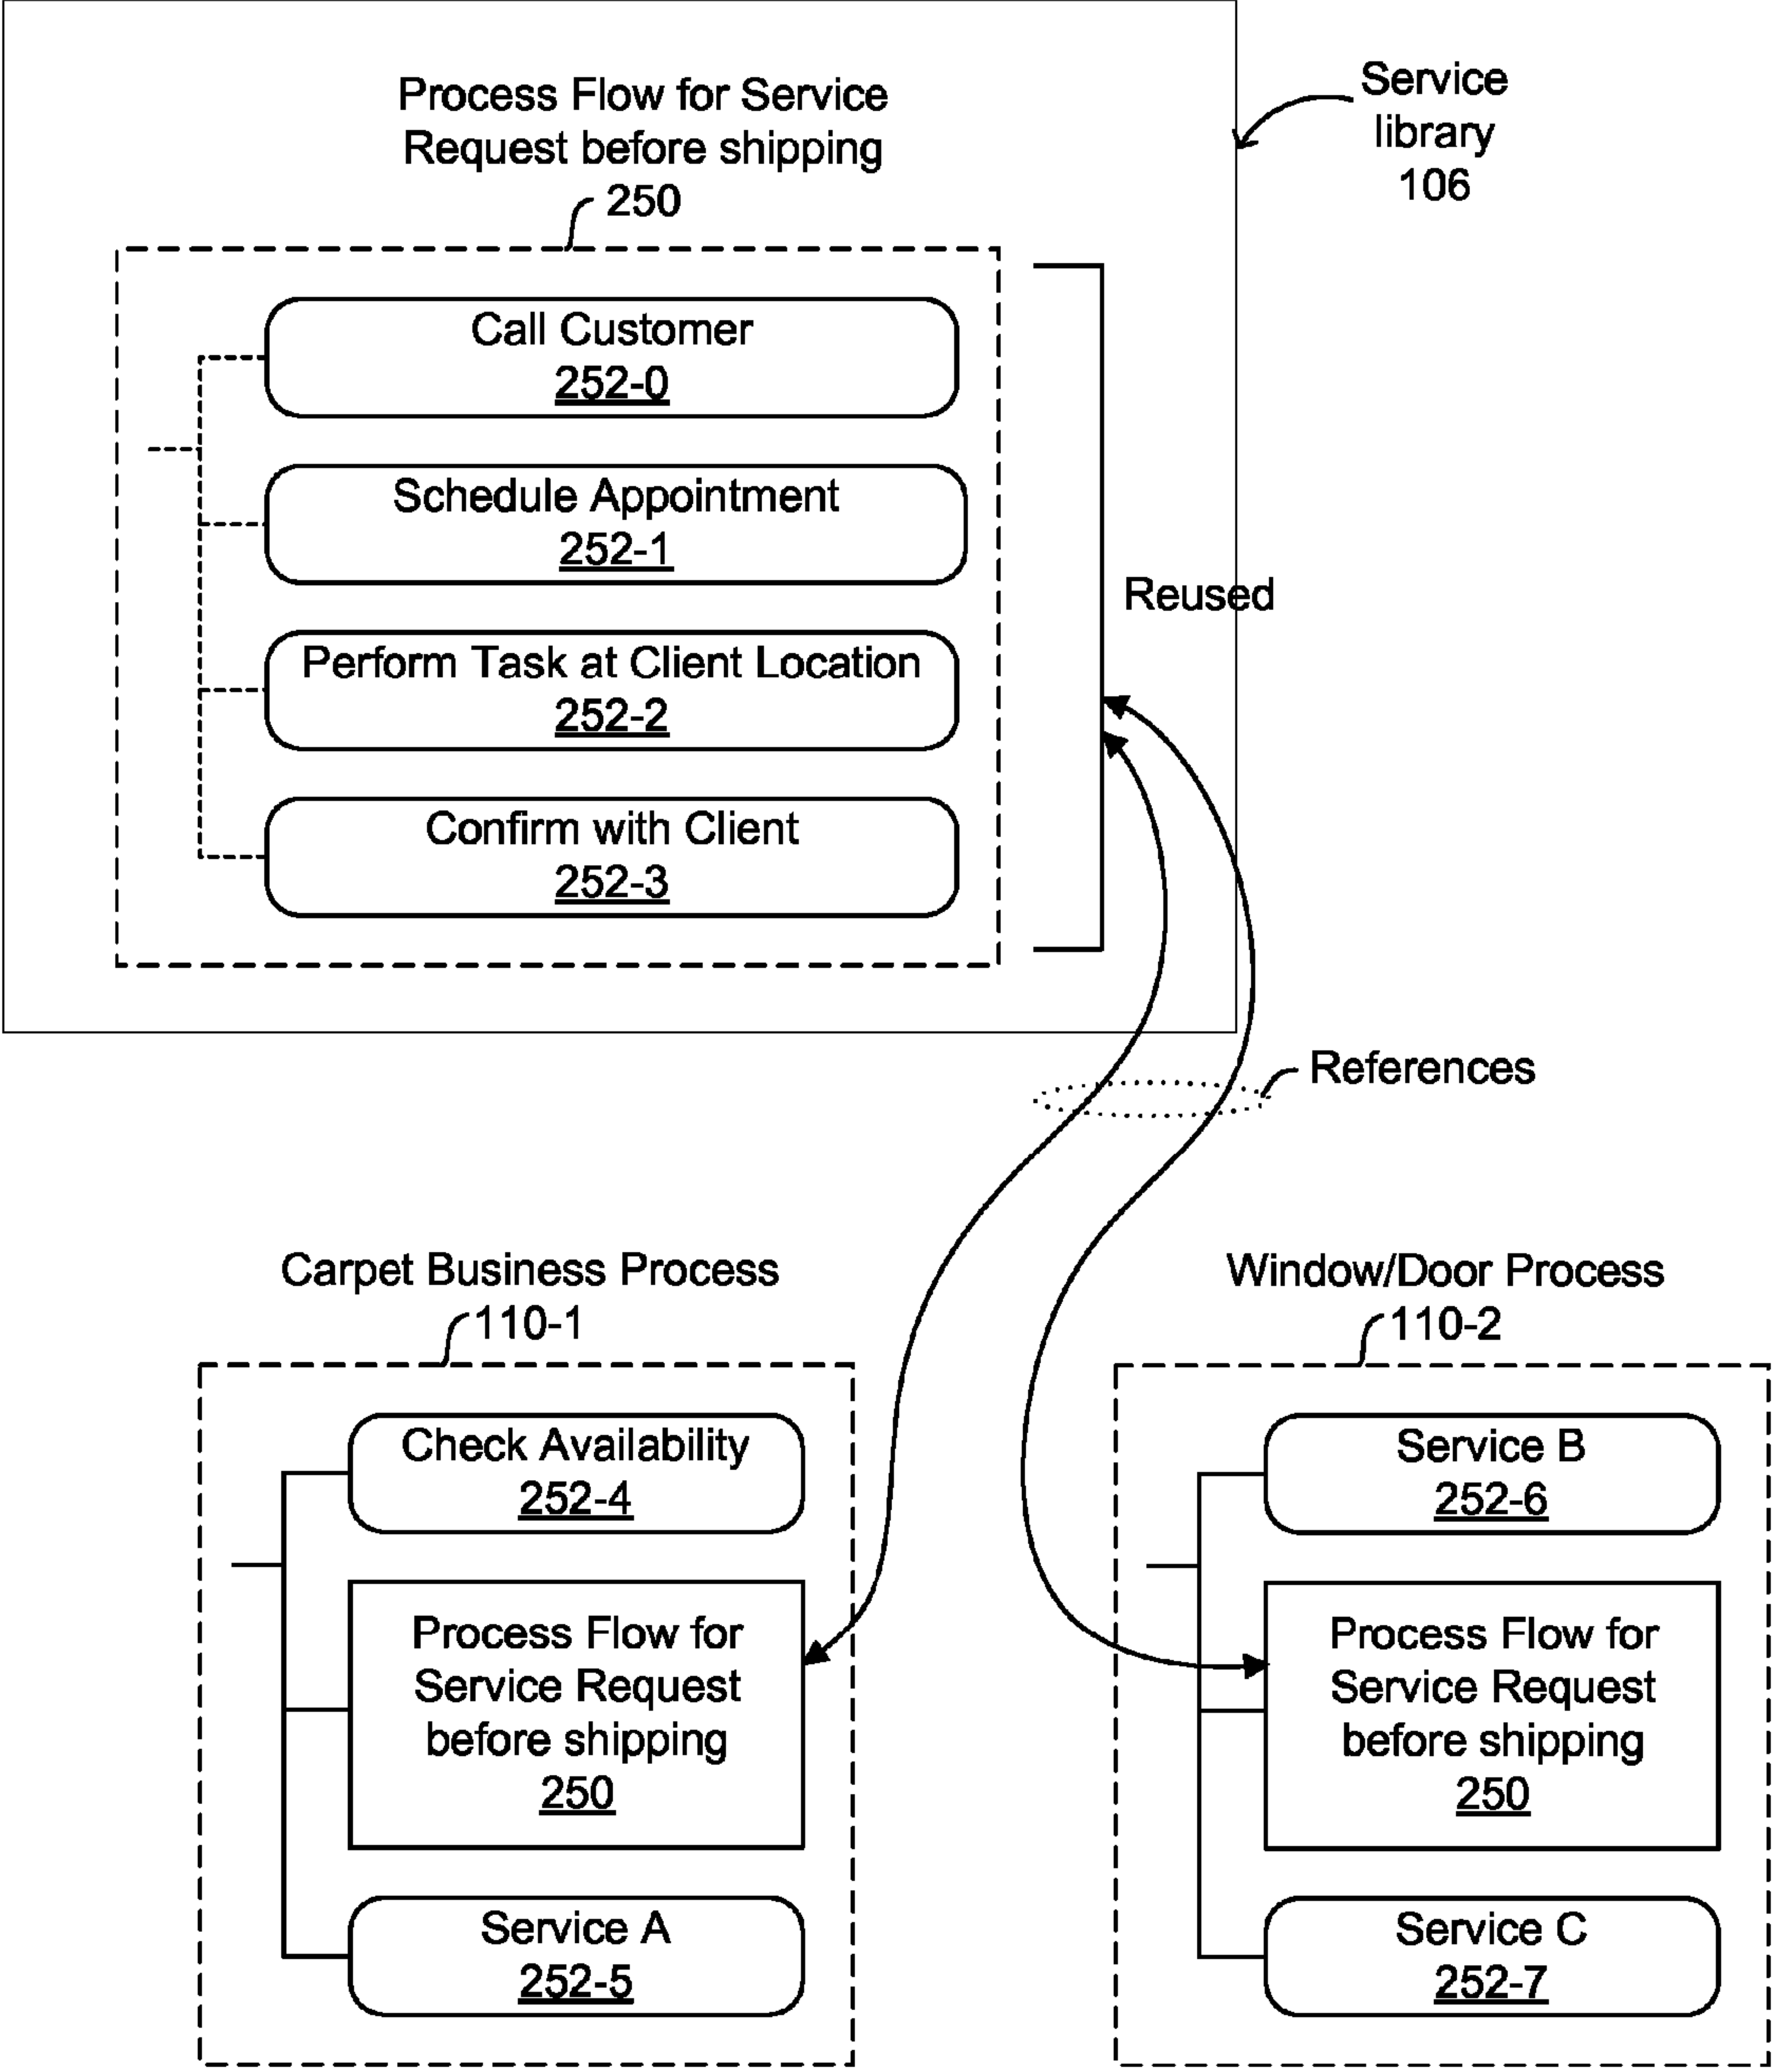 Process Flow for Service
Request before shipping
250
Service
library
106
Call Customer
252-0
Schedule Appointment
252-1
Reused
Perform Task at Client Location
252-2
Confirm with Client
252-3
References
Carpet Business Process
110-1
Check Availability
252-4
Process Flow for
Service Request
before shipping
250
Service A
252-5
Window/Door Process
110-2
Service B
252-6
Process Flow for
Service Request
before shipping
250
Service C
252-7